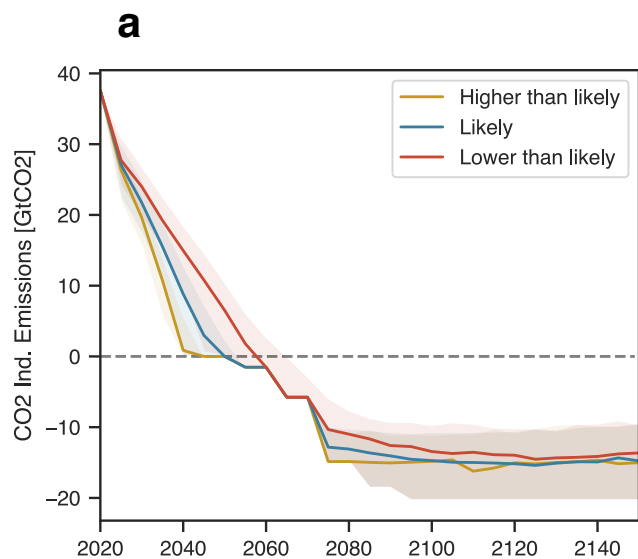 a
40
30
20
10
0
−10
−20
CO2 Ind. Emissions [GtCO2]
Higher than likely
Likely
Lower than likely
2020 2040 2060 2080 2100 2120 2140